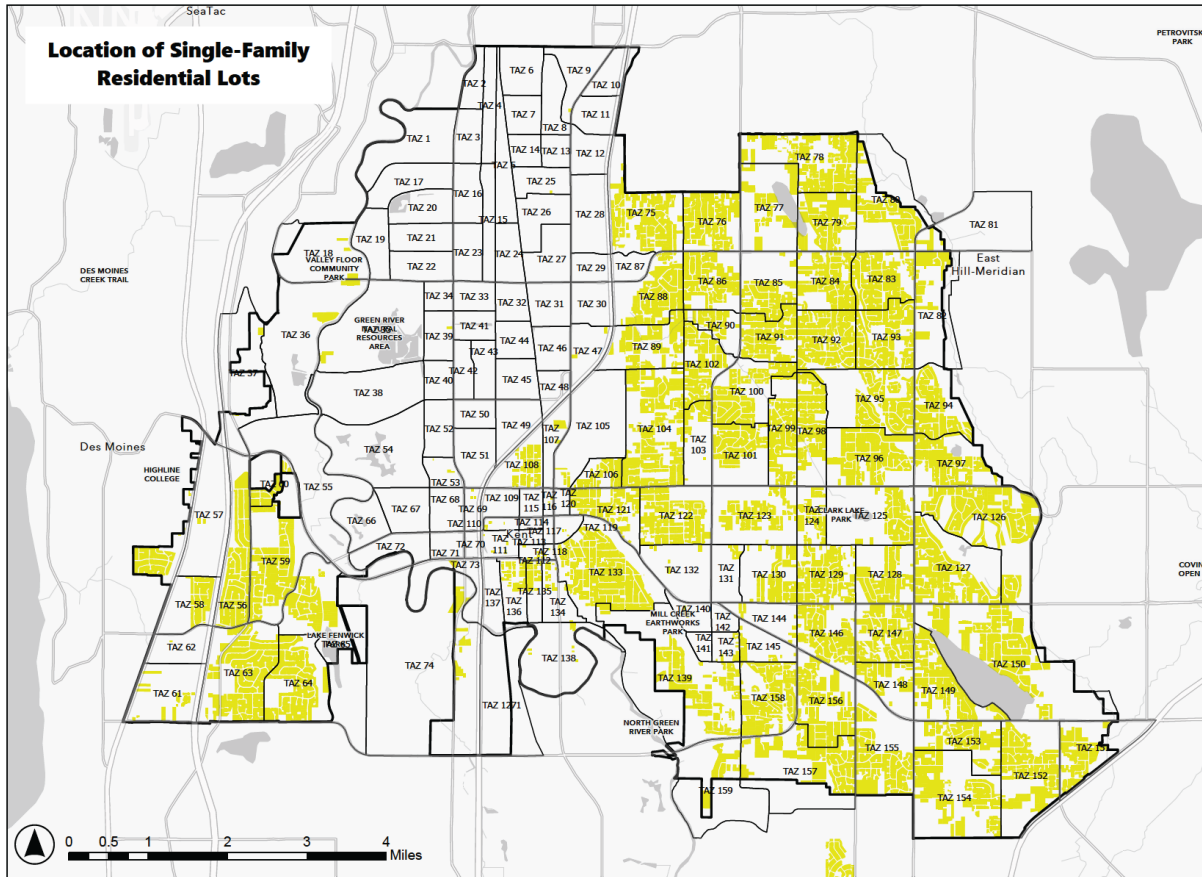 SeaTac
Location of Single-Family
Residential Lots
PETROVITSK
PARK
TAZ 2
TAZ 6
TAZ 9
TAZ 10
TAZ 4
TAZ 7
TAZ 11
TAZ 8
TAZ 1
TAZ 3
TAZ 14
TAZ 13
TAZ 12
TAZ 78
TAZ 17
TAZ 16
TAZ 25
TAZ 20
TAZ 15
TAZ 26
TAZ 28
TAZ 75
TAZ 76
TAZ 77
TAZ 79
TAZ 81
TAZ 18
TAZ 19
TAZ 21
TAZ 23
TAZ 24
TAZ 27
VALLEY FLOOR
COMMUNITY
PARK
TAZ 22
TAZ 29
TAZ 87
East
Hill-Meridian
DES MOINES
CREEK TRAIL
TAZ 34
TAZ 33
TAZ 32
TAZ 31
TAZ 30
TAZ 88
TAZ 86
TAZ 85
TAZ 84
TAZ 83
TAZ 82
GREEN RIVER
NATURAL
RESOURCES
AREA
TAZ 36
TAZ 39
TAZ 41
TAZ 44
TAZ 46
TAZ 47
TAZ 89
TAZ 90
TAZ 91
TAZ 92
TAZ 93
TAZ 43
TAZ 102
TAZ 37
TAZ 38
TAZ 40
TAZ 42
TAZ 45
TAZ 48
TAZ 100
TAZ 95
TAZ 94
TAZ 50
TAZ 52
TAZ 49
TAZ
107
TAZ 105
TAZ 104
TAZ
103
TAZ 99
TAZ 98
Des Moines
TAZ 54
TAZ 51
TAZ 108
TAZ 106
TAZ 101
TAZ 96
TAZ 97
HIGHLINE
COLLEGE
TAZ 60
TAZ 55
TAZ 53
TAZ 57
TAZ 66
TAZ 67
TAZ 68
TAZ 69
TAZ 109
TAZ
115
TAZ
116
TAZ
120
TAZ 121
TAZ 122
TAZ 123
TAZ
124
CLARK LAKE
PARK
TAZ 125
TAZ 126
TAZ 110
TAZ 114
TAZ 117
TAZ 119
Kent
TAZ 72
TAZ 71
TAZ 70
TAZ
111
TAZ 113
TAZ 118
TAZ 112
TAZ 59
TAZ 73
TAZ 133
TAZ 132
TAZ
131
TAZ 130
TAZ 129
TAZ 128
TAZ 127
COVIN
OPEN
TAZ 58
TAZ 56
TAZ
137
TAZ
136
TAZ 135
TAZ
134
MILL CREEK
EARTHWORKS
PARK
TAZ 140
TAZ
142
TAZ 144
TAZ 146
TAZ 147
TAZ 150
TAZ 62
LAKE FENWICK
PARK
TAZ 65
TAZ
141
TAZ
143
TAZ 145
TAZ 61
TAZ 63
TAZ 64
TAZ 74
TAZ 138
TAZ 139
TAZ 158
TAZ 156
TAZ 148
TAZ 149
TAZ 1271
NORTH GREEN
RIVER PARK
TAZ 155
TAZ 153
TAZ 152
TAZ 157
TAZ 154
TAZ 159
0 0.5 1 2 3 4
Miles